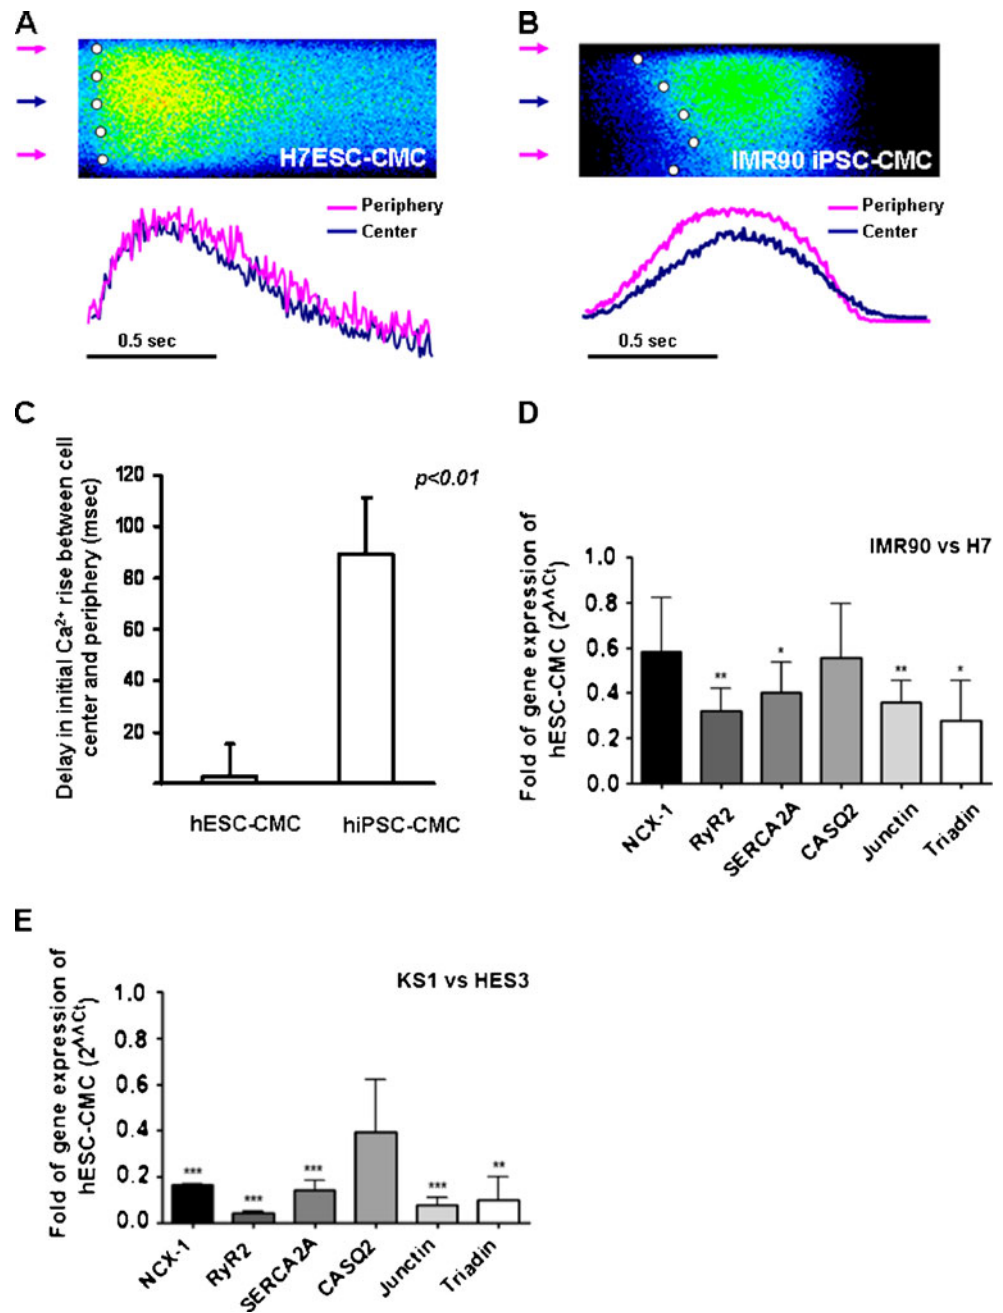 A
H7ESC-CMC
Periphery
Center
0.5 sec
B
IMR90 iPSC-CMC
Periphery
Center
0.5 sec
C
Delay in initial Ca²⁺ rise between cell
center and periphery (msec)
120
100
80
60
40
20
p<0.01
hESC-CMC
hiPSC-CMC
D
Fold of gene expression of
hESC-CMC (2^ΛΛCt)
IMR90 vs H7
1.0
0.8
0.6
0.4
0.2
0.0
**
*
**
*
NCX-1
RyR2
SERCA2A
CASQ2
Junctin
Triadin
E
Fold of gene expression of
hESC-CMC (2^ΛΛCt)
KS1 vs HES3
1.0
0.8
0.6
0.4
0.2
0.0
***
***
***
***
**
NCX-1
RyR2
SERCA2A
CASQ2
Junctin
Triadin